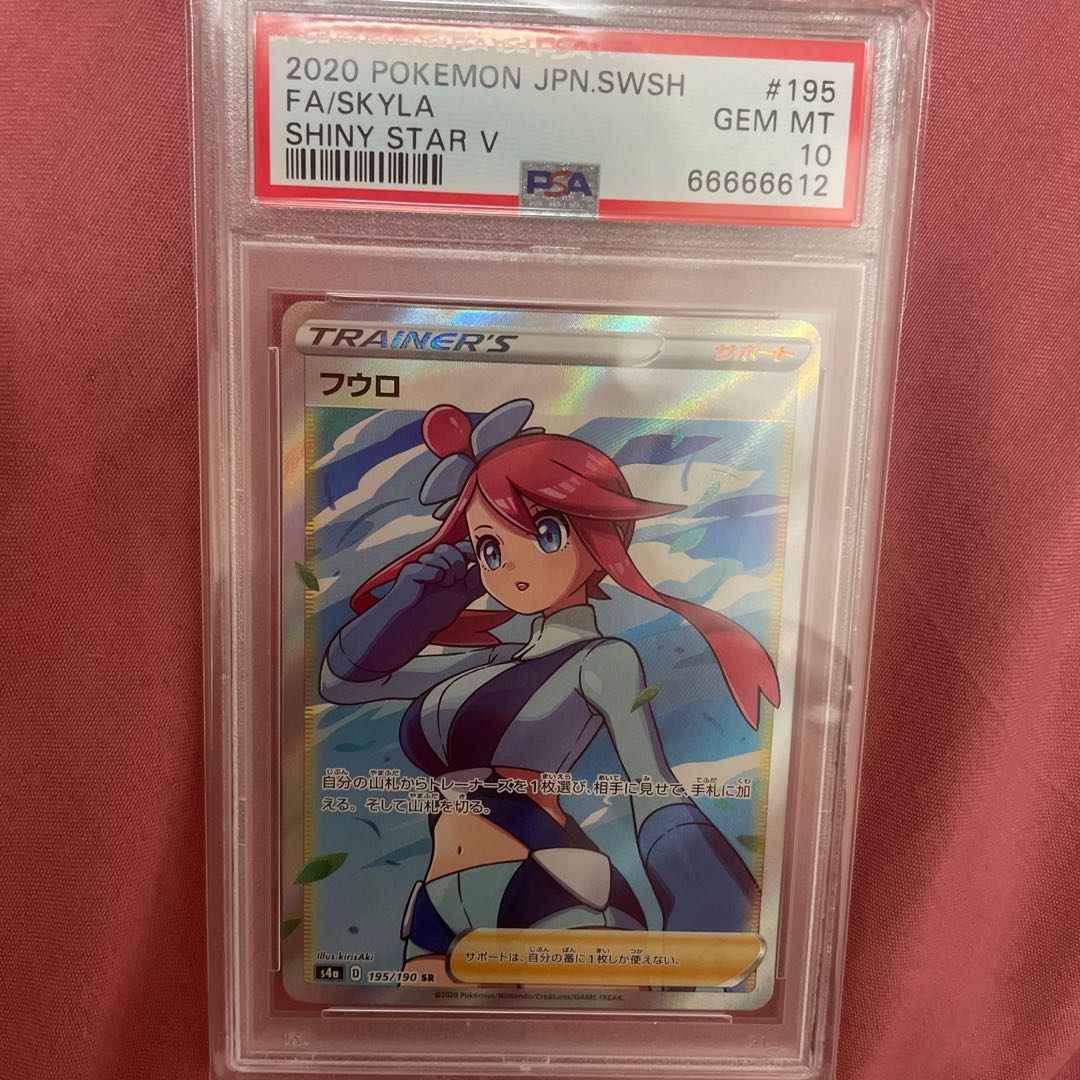 2020 POKEMON JPN.SWSH #195
FA/SKYLA GEM MT
SHINY STAR V 10
PSA 66666612
TRAINER'S サポート
フウロ
自分の山札からトレーナーズを1枚選び、相手に見せて、手札に加
える。そして山札を切る。
サポートは、自分の番に1枚しか使えない。
Illus.kirisAki
s4a D 195/190 SR
©2020 Pokémon/Nintendo/Creatures/GAME FREAK.